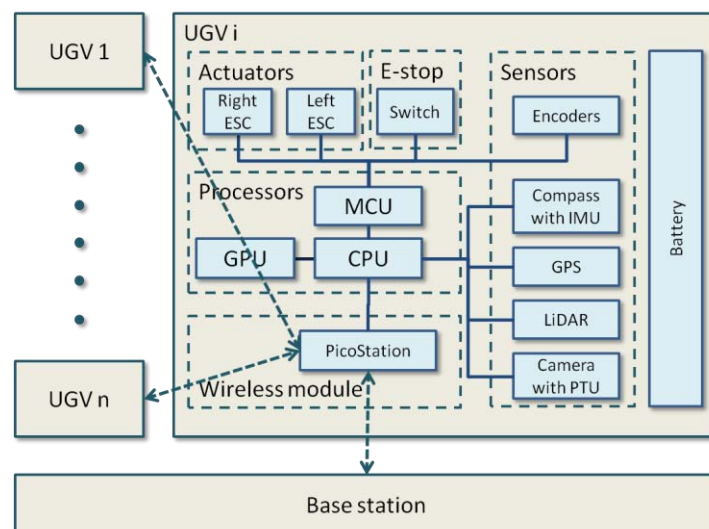 UGV 1
UGV i
Actuators
E-stop
Sensors
Right
ESC
Left
ESC
Switch
Encoders
Processors
MCU
Compass
with IMU
GPU
CPU
GPS
LiDAR
PicoStation
Camera
with PTU
Wireless module
Battery
UGV n
Base station